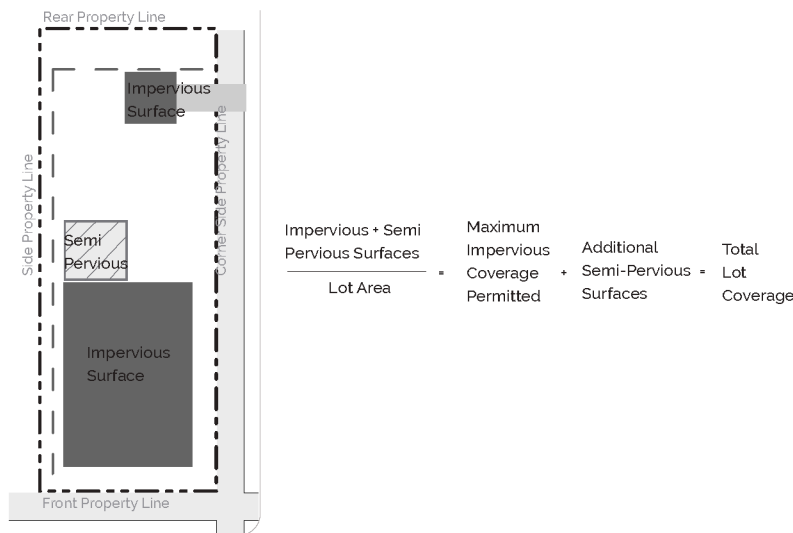 Rear Property Line
Impervious
Surface
Side Property Line
Corner Side Property Line
Semi
Pervious
Impervious
Surface
Front Property Line
Impervious + Semi
Pervious Surfaces
Lot Area
=
Maximum
Impervious
Coverage
Permitted
+
Additional
Semi-Pervious
Surfaces
=
Total
Lot
Coverage